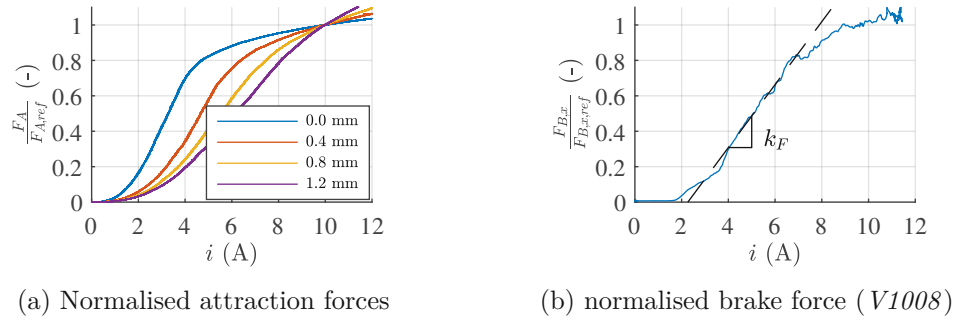 1
0.8
0.6
0.4
0.2
0
F_A / F_{A,ref} (-)
0 2 4 6 8 10 12
i (A)
0.0 mm
0.4 mm
0.8 mm
1.2 mm
(a) Normalised attraction forces
1
0.8
0.6
0.4
0.2
0
F_{B,x} / F_{B,x,ref} (-)
k_F
0 2 4 6 8 10 12
i (A)
(b) normalised brake force (V1008)